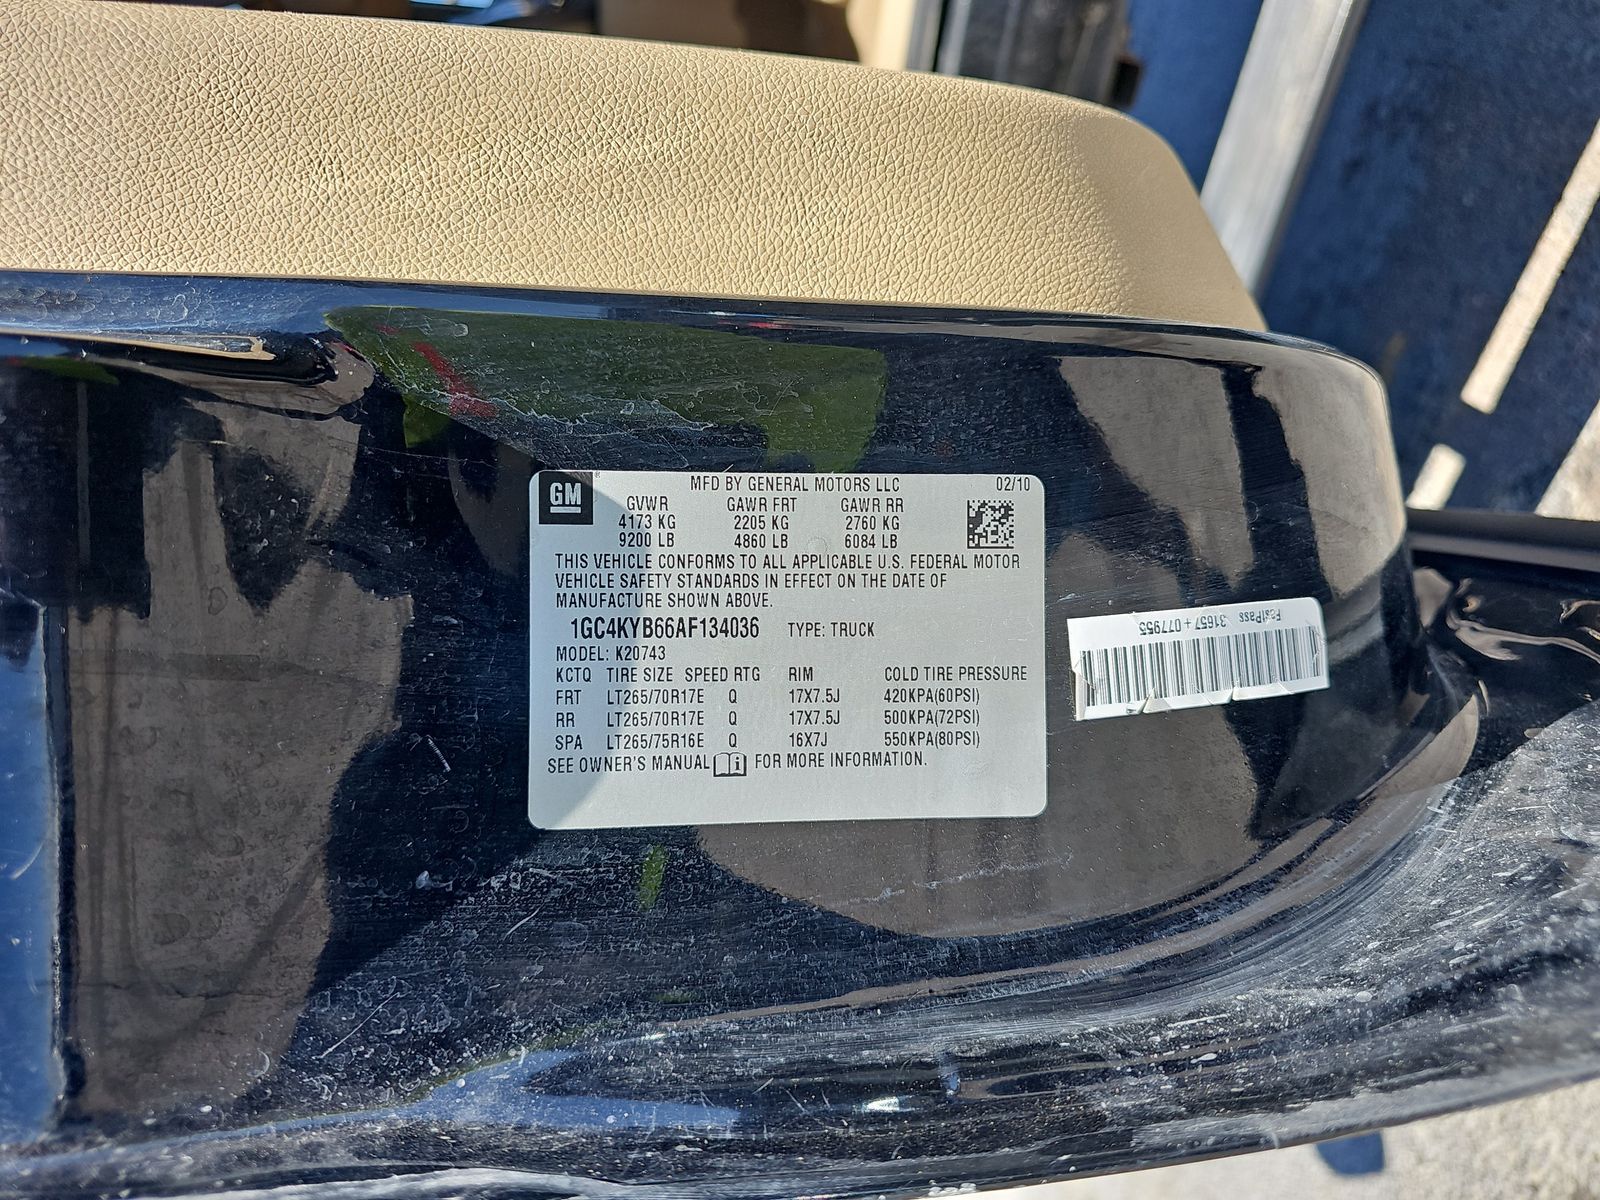 GM
MFD BY GENERAL MOTORS LLC 02/10
GVWR GAWR FRT GAWR RR
4173 KG 2205 KG 2760 KG
9200 LB 4860 LB 6084 LB
THIS VEHICLE CONFORMS TO ALL APPLICABLE U.S. FEDERAL MOTOR
VEHICLE SAFETY STANDARDS IN EFFECT ON THE DATE OF
MANUFACTURE SHOWN ABOVE.
1GC4KYB66AF134036 TYPE: TRUCK
MODEL: K20743
KCTQ TIRE SIZE SPEED RTG RIM COLD TIRE PRESSURE
FRT LT265/70R17E Q 17X7.5J 420KPA(60PSI)
RR LT265/70R17E Q 17X7.5J 500KPA(72PSI)
SPA LT265/75R16E Q 16X7J 550KPA(80PSI)
SEE OWNER'S MANUAL FOR MORE INFORMATION.
FastPass 31657+077955